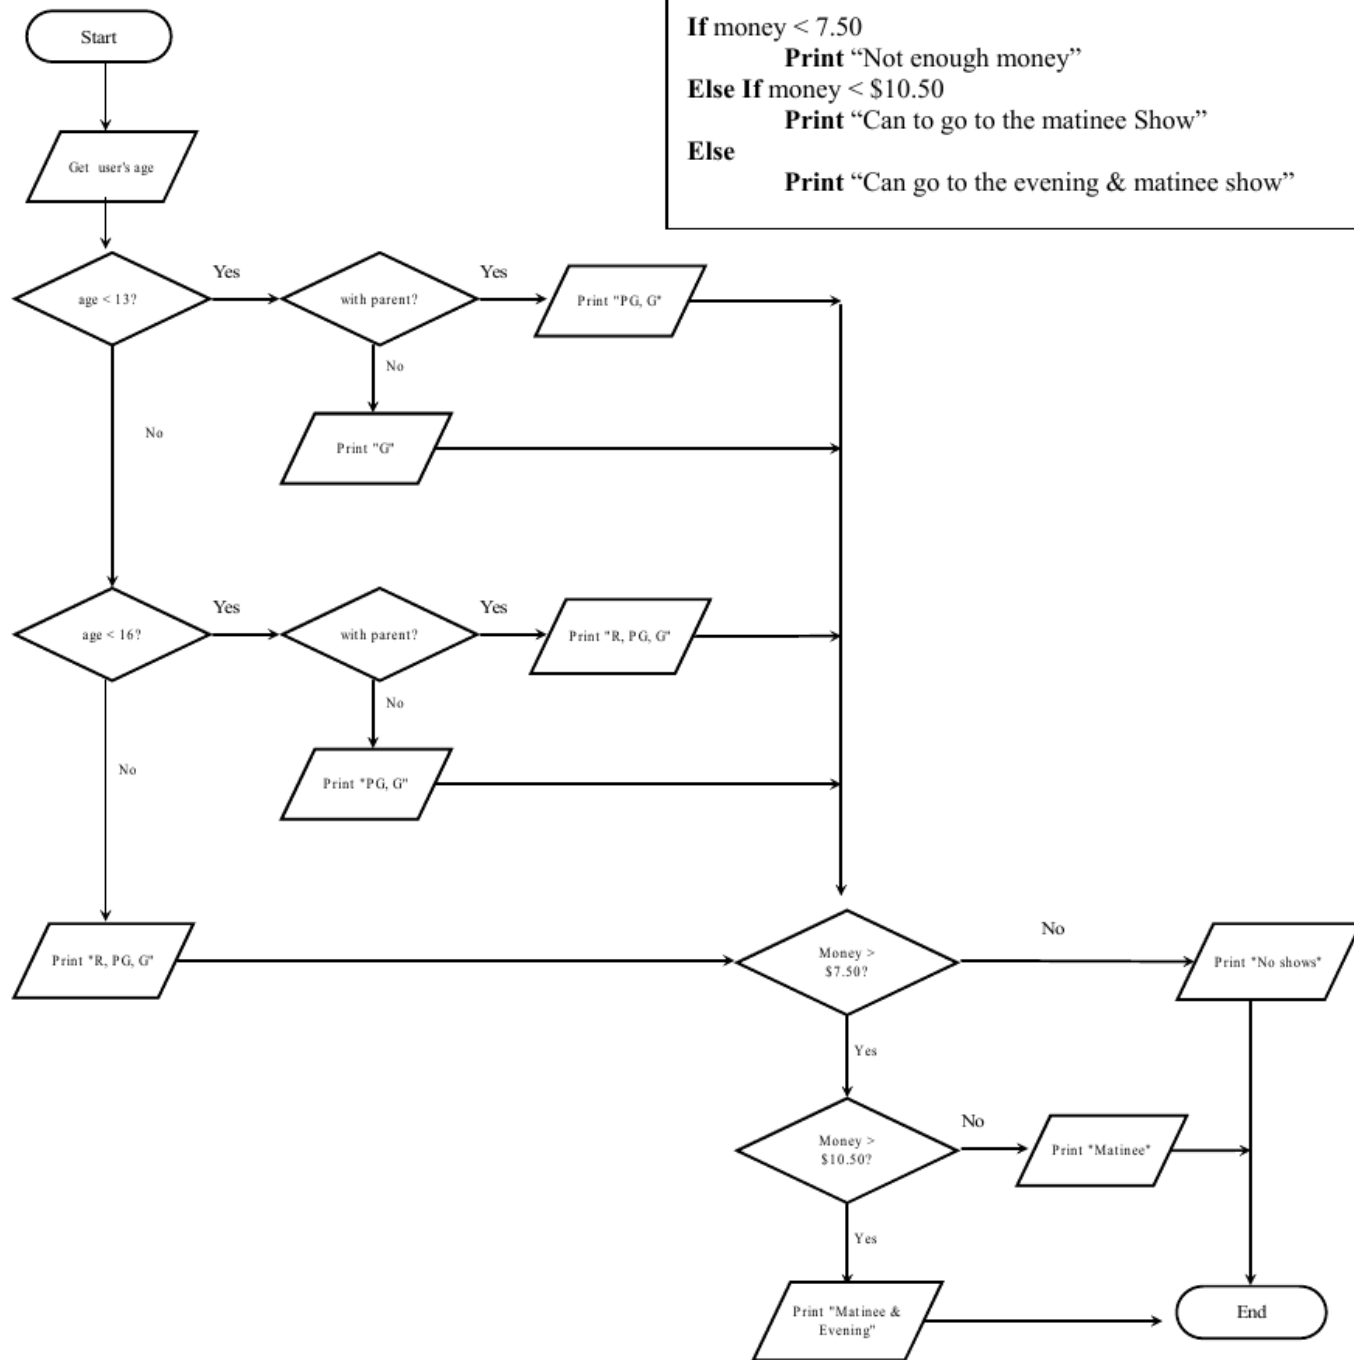 If money < 7.50
Print “Not enough money”
Else If money < $10.50
Print “Can to go to the matinee Show”
Else
Print “Can go to the evening & matinee show”
Start
Get user's age
age < 13?
Yes
with parent?
Yes
Print "PG, G"
No
Print "G"
No
age < 16?
Yes
with parent?
Yes
Print "R, PG, G"
No
Print "PG, G"
No
Print "R, PG, G"
Money >
$7.50?
No
Print "No shows"
Yes
Money >
$10.50?
No
Print "Matinee"
Yes
Print "Matinee &
Evening"
End